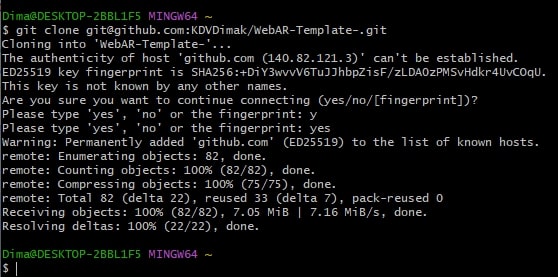 Dima@DESKTOP-2BBL1F5 MINGW64 ~
$ git clone git@github.com:KDVDimak/WebAR-Template-.git
Cloning into 'WebAR-Template-'...
The authenticity of host 'github.com (140.82.121.3)' can't be established.
ED25519 key fingerprint is SHA256:+DiY3wvvV6TuJJhbpZisF/zLDA0zPMSvHdkr4UvCOqU.
This key is not known by any other names.
Are you sure you want to continue connecting (yes/no/[fingerprint])?
Please type 'yes', 'no' or the fingerprint: y
Please type 'yes', 'no' or the fingerprint: yes
Warning: Permanently added 'github.com' (ED25519) to the list of known hosts.
remote: Enumerating objects: 82, done.
remote: Counting objects: 100% (82/82), done.
remote: Compressing objects: 100% (75/75), done.
remote: Total 82 (delta 22), reused 33 (delta 7), pack-reused 0
Receiving objects: 100% (82/82), 7.05 MiB | 7.16 MiB/s, done.
Resolving deltas: 100% (22/22), done.
Dima@DESKTOP-2BBL1F5 MINGW64 ~
$